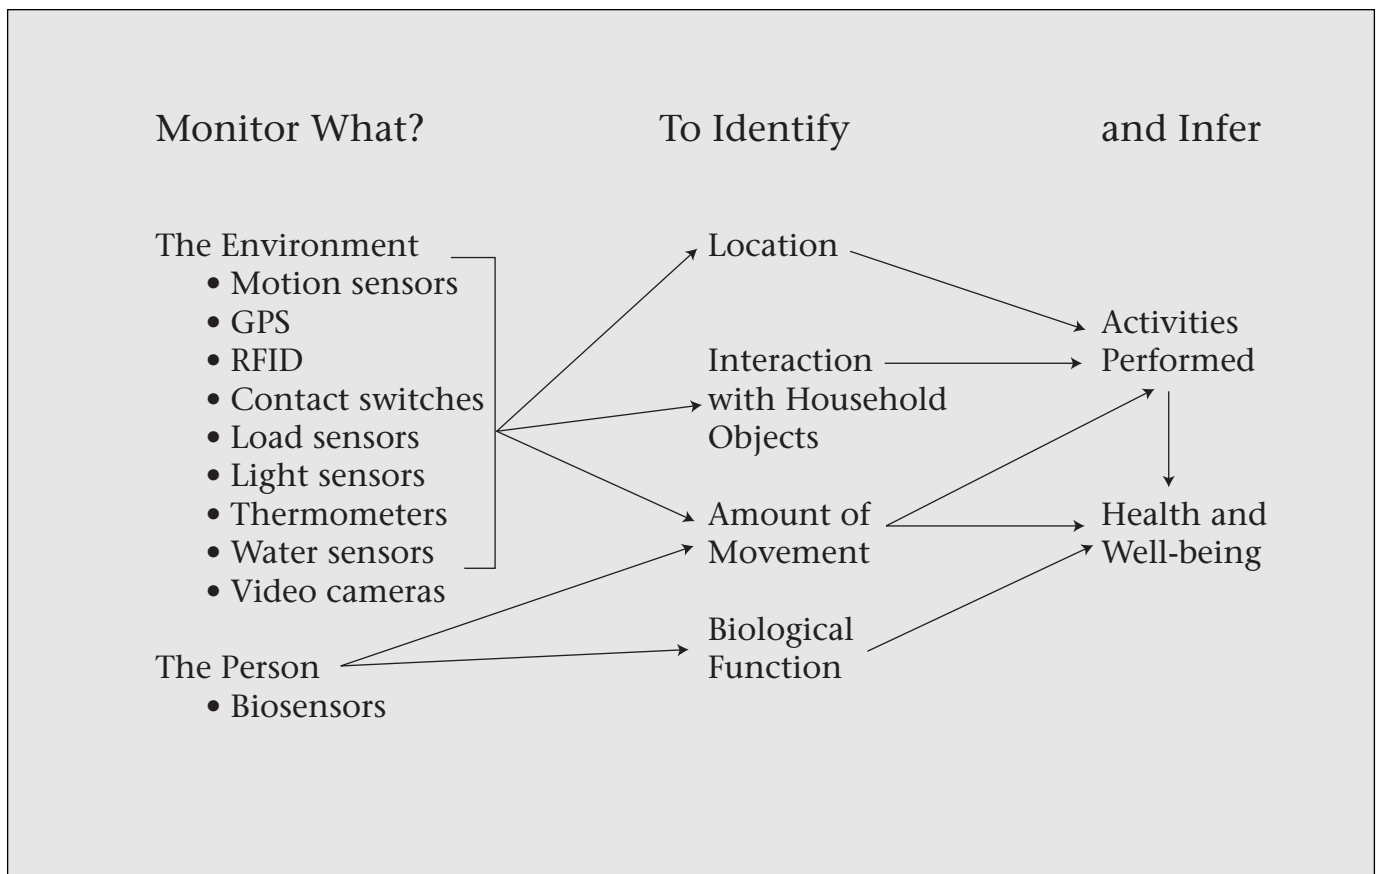 Monitor What?
To Identify
and Infer
The Environment
• Motion sensors
• GPS
• RFID
• Contact switches
• Load sensors
• Light sensors
• Thermometers
• Water sensors
• Video cameras
The Person
• Biosensors
Location
Interaction
with Household
Objects
Amount of
Movement
Biological
Function
Activities
Performed
Health and
Well-being